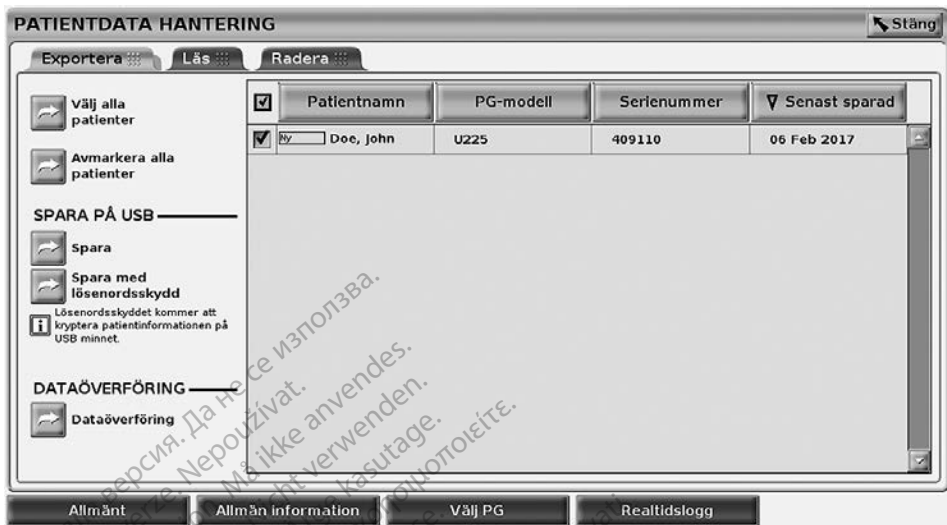 PATIENTDATA HANTERING
Stäng
Exportera Läs Radera
Välj alla
patienter
Avmarkera alla
patienter
SPARA PÅ USB
Spara
Spara med
lösenordsskydd
Lösenordsskyddet kommer att
kryptera patientinformationen på
USB minnet.
DATAÖVERFÖRING
Dataöverföring
Patientnamn PG-modell Serienummer Senast sparad
Ny Doe, John U225 409110 06 Feb 2017
версия. Да не се използва.
Nepoužívat.
Må ikke anvendes.
nicht verwenden.
kasutage.
Allmänt Allmän information Välj PG Realtidslogg